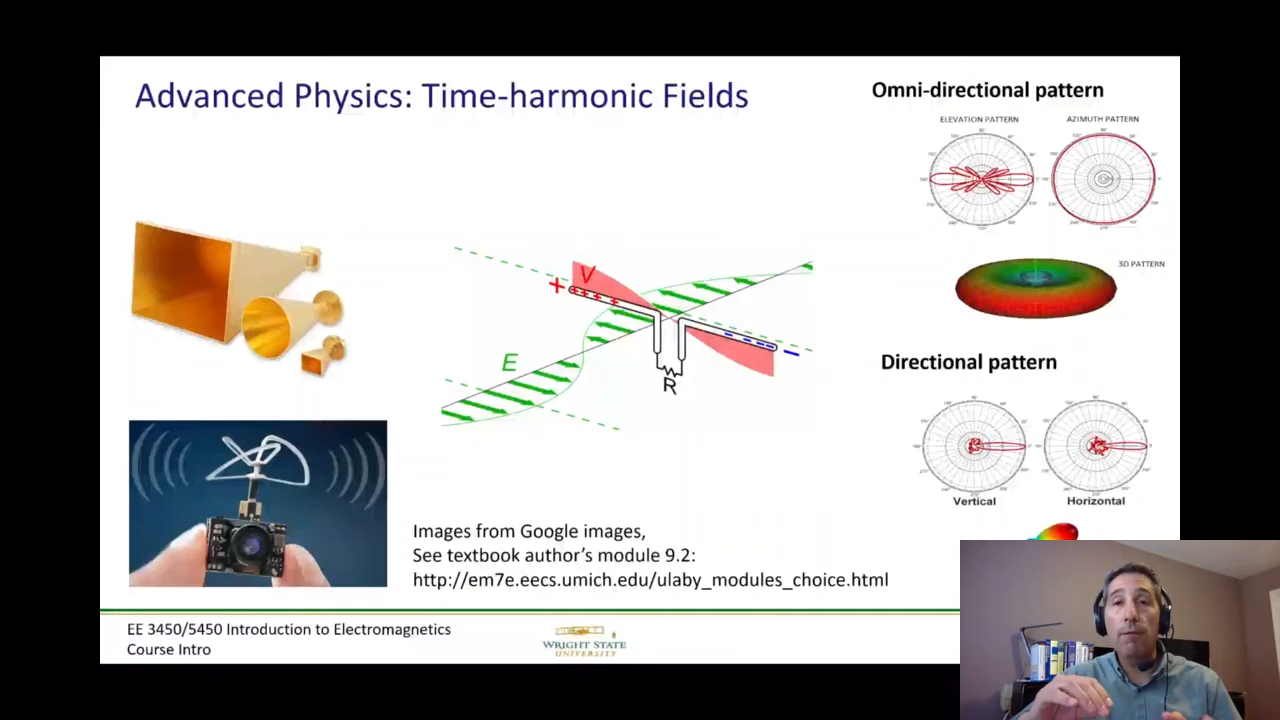 Advanced Physics: Time-harmonic Fields
Omni-directional pattern
ELEVATION PATTERN
AZIMUTH PATTERN
3D PATTERN
+
V
E
R
Directional pattern
Vertical
Horizontal
Images from Google images,
See textbook author's module 9.2:
http://em7e.eecs.umich.edu/ulaby_modules_choice.html
EE 3450/5450 Introduction to Electromagnetics
Course Intro
WRIGHT STATE
UNIVERSITY